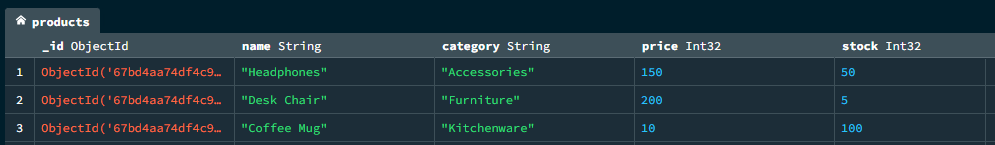 products
_id ObjectId name String category String price Int32 stock Int32
1 ObjectId('67bd4aa74df4c9… "Headphones" "Accessories" 150 50
2 ObjectId('67bd4aa74df4c9… "Desk Chair" "Furniture" 200 5
3 ObjectId('67bd4aa74df4c9… "Coffee Mug" "Kitchenware" 10 100